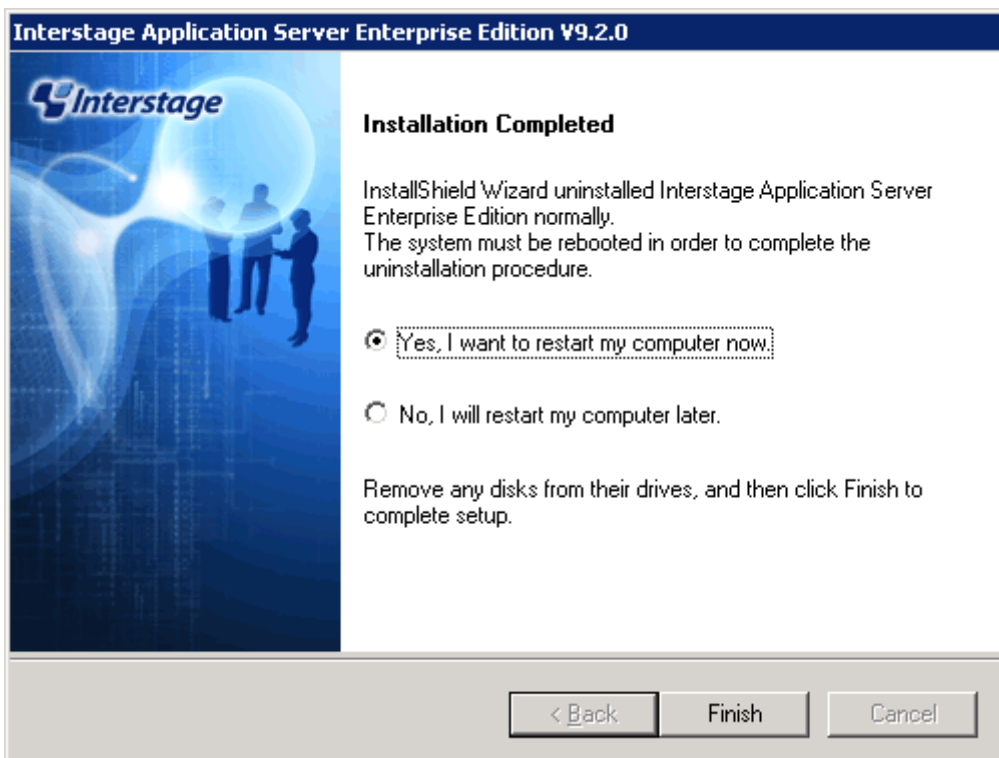 Interstage Application Server Enterprise Edition V9.2.0
Interstage
Installation Completed
InstallShield Wizard uninstalled Interstage Application Server
Enterprise Edition normally.
The system must be rebooted in order to complete the
uninstallation procedure.
Yes, I want to restart my computer now.
No, I will restart my computer later.
Remove any disks from their drives, and then click Finish to
complete setup.
< Back
Finish
Cancel